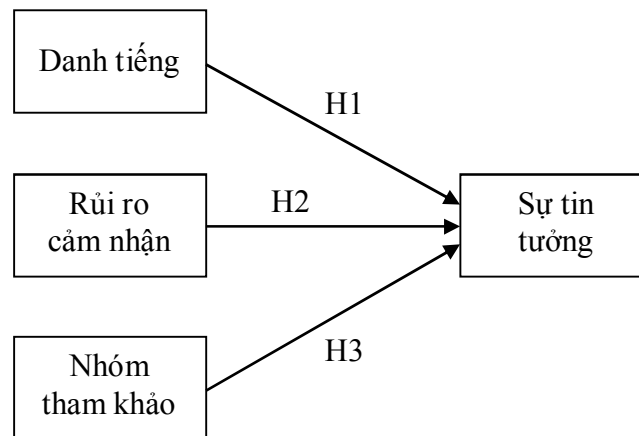 Danh tiếng
H1
Rủi ro
cảm nhận
H2
Sự tin
tưởng
H3
Nhóm
tham khảo